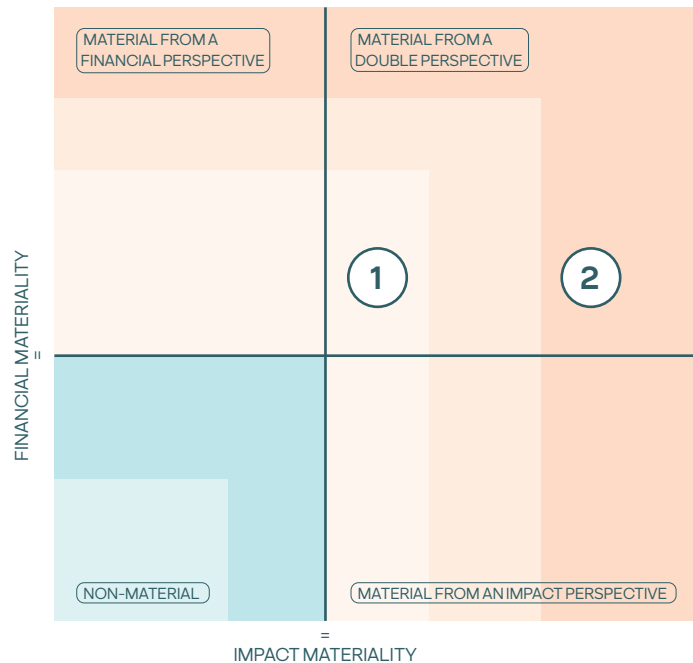 MATERIAL FROM A
FINANCIAL PERSPECTIVE
MATERIAL FROM A
DOUBLE PERSPECTIVE
1
2
FINANCIAL MATERIALITY
=
NON-MATERIAL
MATERIAL FROM AN IMPACT PERSPECTIVE
=
IMPACT MATERIALITY